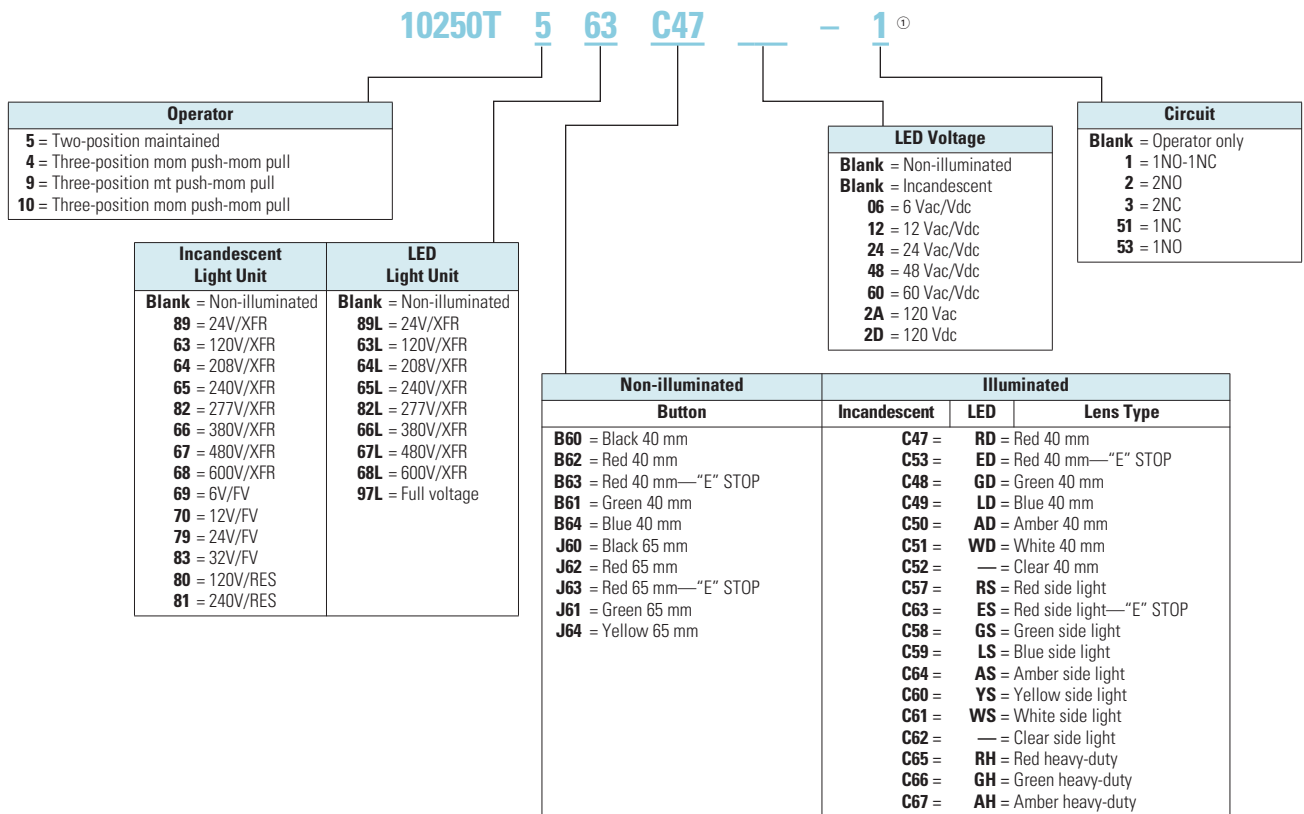 10250T 5 63 C47 – 1 ①
Operator
5 = Two-position maintained
4 = Three-position mom push-mom pull
9 = Three-position mt push-mom pull
10 = Three-position mom push-mom pull
Incandescent
Light Unit
Blank = Non-illuminated
89 = 24V/XFR
63 = 120V/XFR
64 = 208V/XFR
65 = 240V/XFR
82 = 277V/XFR
66 = 380V/XFR
67 = 480V/XFR
68 = 600V/XFR
69 = 6V/FV
70 = 12V/FV
79 = 24V/FV
83 = 32V/FV
80 = 120V/RES
81 = 240V/RES
LED
Light Unit
Blank = Non-illuminated
89L = 24V/XFR
63L = 120V/XFR
64L = 208V/XFR
65L = 240V/XFR
82L = 277V/XFR
66L = 380V/XFR
67L = 480V/XFR
68L = 600V/XFR
97L = Full voltage
LED Voltage
Blank = Non-illuminated
Blank = Incandescent
06 = 6 Vac/Vdc
12 = 12 Vac/Vdc
24 = 24 Vac/Vdc
48 = 48 Vac/Vdc
60 = 60 Vac/Vdc
2A = 120 Vac
2D = 120 Vdc
Circuit
Blank = Operator only
1 = 1NO-1NC
2 = 2NO
3 = 2NC
51 = 1NC
53 = 1NO
Non-illuminated
Button
B60 = Black 40 mm
B62 = Red 40 mm
B63 = Red 40 mm—“E” STOP
B61 = Green 40 mm
B64 = Blue 40 mm
J60 = Black 65 mm
J62 = Red 65 mm
J63 = Red 65 mm—“E” STOP
J61 = Green 65 mm
J64 = Yellow 65 mm
Illuminated
Incandescent LED Lens Type
C47 = RD = Red 40 mm
C53 = ED = Red 40 mm—“E” STOP
C48 = GD = Green 40 mm
C49 = LD = Blue 40 mm
C50 = AD = Amber 40 mm
C51 = WD = White 40 mm
C52 = — = Clear 40 mm
C57 = RS = Red side light
C63 = ES = Red side light—“E” STOP
C58 = GS = Green side light
C59 = LS = Blue side light
C64 = AS = Amber side light
C60 = YS = Yellow side light
C61 = WS = White side light
C62 = — = Clear side light
C65 = RH = Red heavy-duty
C66 = GH = Green heavy-duty
C67 = AH = Amber heavy-duty